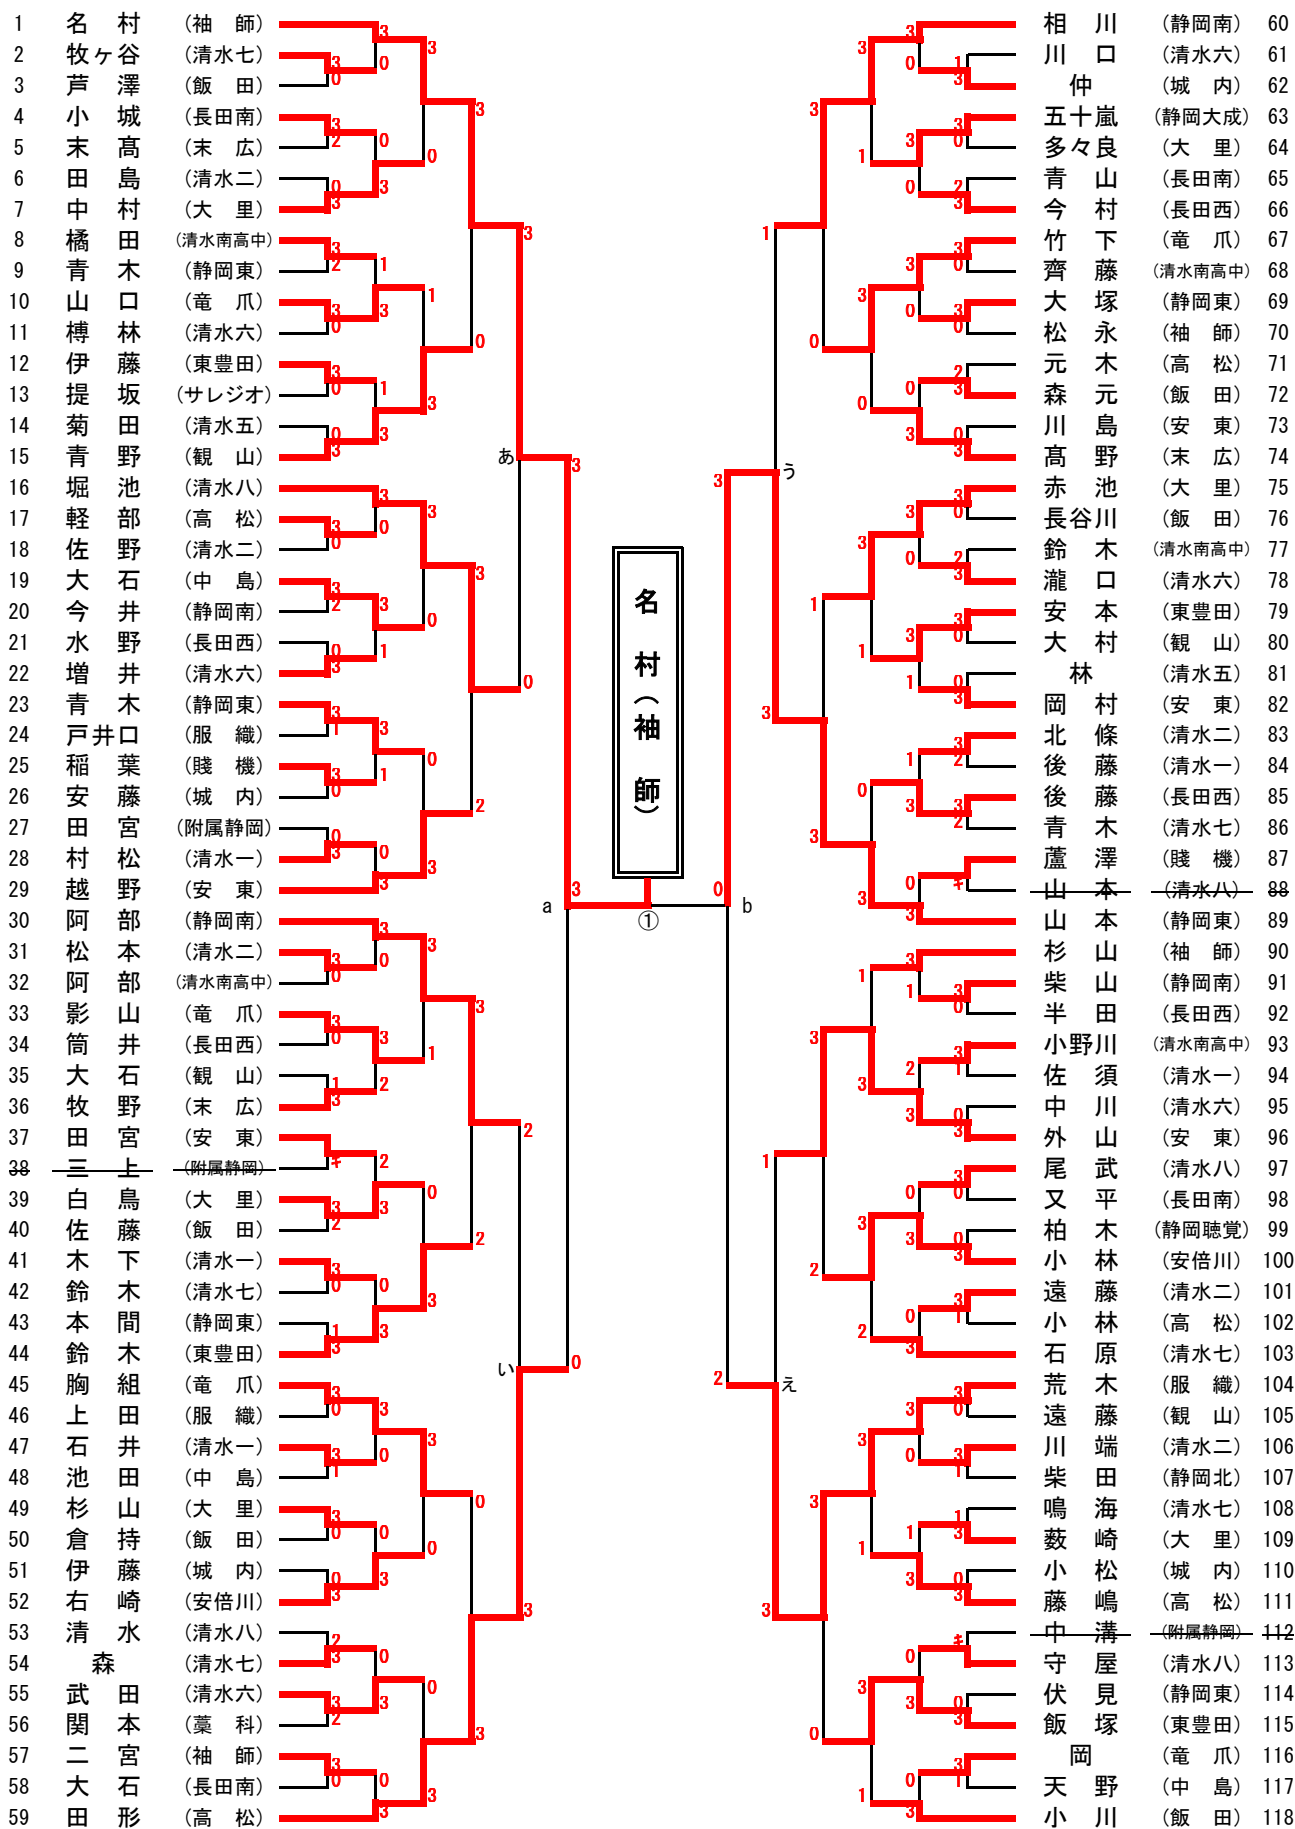 1 名村 (袖師)
2 牧ヶ谷 (清水七)
3 芦澤 (飯田)
4 小城 (長田南)
5 末髙 (末広)
6 田島 (清水二)
7 中村 (大里)
8 橘田 (清水南高中)
9 青木 (静岡東)
10 山口 (竜爪)
11 榑林 (清水六)
12 伊藤 (東豊田)
13 提坂 (サレジオ)
14 菊田 (清水五)
15 青野 (観山)
16 堀池 (清水八)
17 軽部 (高松)
18 佐野 (清水二)
19 大石 (中島)
20 今井 (静岡南)
21 水野 (長田西)
22 増井 (清水六)
23 青木 (静岡東)
24 戸井口 (服織)
25 稲葉 (賤機)
26 安藤 (城内)
27 田宮 (附属静岡)
28 村松 (清水一)
29 越野 (安東)
30 阿部 (静岡南)
31 松本 (清水二)
32 阿部 (清水南高中)
33 影山 (竜爪)
34 筒井 (長田西)
35 大石 (観山)
36 牧野 (末広)
37 田宮 (安東)
38 三上 (附属静岡)
39 白鳥 (大里)
40 佐藤 (飯田)
41 木下 (清水一)
42 鈴木 (清水七)
43 本間 (静岡東)
44 鈴木 (東豊田)
45 胸組 (竜爪)
46 上田 (服織)
47 石井 (清水一)
48 池田 (中島)
49 杉山 (大里)
50 倉持 (飯田)
51 伊藤 (城内)
52 右崎 (安倍川)
53 清水 (清水八)
54 森 (清水七)
55 武田 (清水六)
56 関本 (藁科)
57 二宮 (袖師)
58 大石 (長田南)
59 田形 (高松)
あ
い
a
名村(袖師)
①
b
う
え
相川 (静岡南) 60
川口 (清水六) 61
仲 (城内) 62
五十嵐 (静岡大成) 63
多々良 (大里) 64
青山 (長田南) 65
今村 (長田西) 66
竹下 (竜爪) 67
齊藤 (清水南高中) 68
大塚 (静岡東) 69
松永 (袖師) 70
元木 (高松) 71
森元 (飯田) 72
川島 (安東) 73
髙野 (末広) 74
赤池 (大里) 75
長谷川 (飯田) 76
鈴木 (清水南高中) 77
瀧口 (清水六) 78
安本 (東豊田) 79
大村 (観山) 80
林 (清水五) 81
岡村 (安東) 82
北條 (清水二) 83
後藤 (清水一) 84
後藤 (長田西) 85
青木 (清水七) 86
蘆澤 (賤機) 87
山本 (清水八) 88
山本 (静岡東) 89
杉山 (袖師) 90
柴山 (静岡南) 91
半田 (長田西) 92
小野川 (清水南高中) 93
佐須 (清水一) 94
中川 (清水六) 95
外山 (安東) 96
尾武 (清水八) 97
又平 (長田南) 98
柏木 (静岡聴覚) 99
小林 (安倍川) 100
遠藤 (清水二) 101
小林 (高松) 102
石原 (清水七) 103
荒木 (服織) 104
遠藤 (観山) 105
川端 (清水二) 106
柴田 (静岡北) 107
鳴海 (清水七) 108
薮崎 (大里) 109
小松 (城内) 110
藤嶋 (高松) 111
中溝 (附属静岡) 112
守屋 (清水八) 113
伏見 (静岡東) 114
飯塚 (東豊田) 115
岡 (竜爪) 116
天野 (中島) 117
小川 (飯田) 118